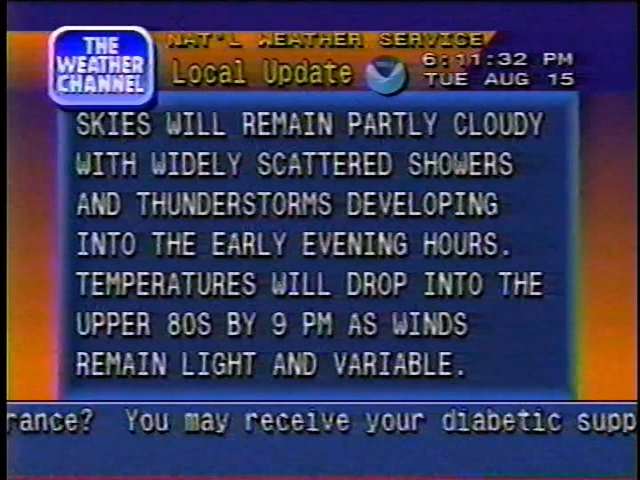 THE
WEATHER
CHANNEL
NAT'L WEATHER SERVICE
Local Update
6:11:32 PM
TUE AUG 15
SKIES WILL REMAIN PARTLY CLOUDY
WITH WIDELY SCATTERED SHOWERS
AND THUNDERSTORMS DEVELOPING
INTO THE EARLY EVENING HOURS.
TEMPERATURES WILL DROP INTO THE
UPPER 80S BY 9 PM AS WINDS
REMAIN LIGHT AND VARIABLE.
rance? You may receive your diabetic supp